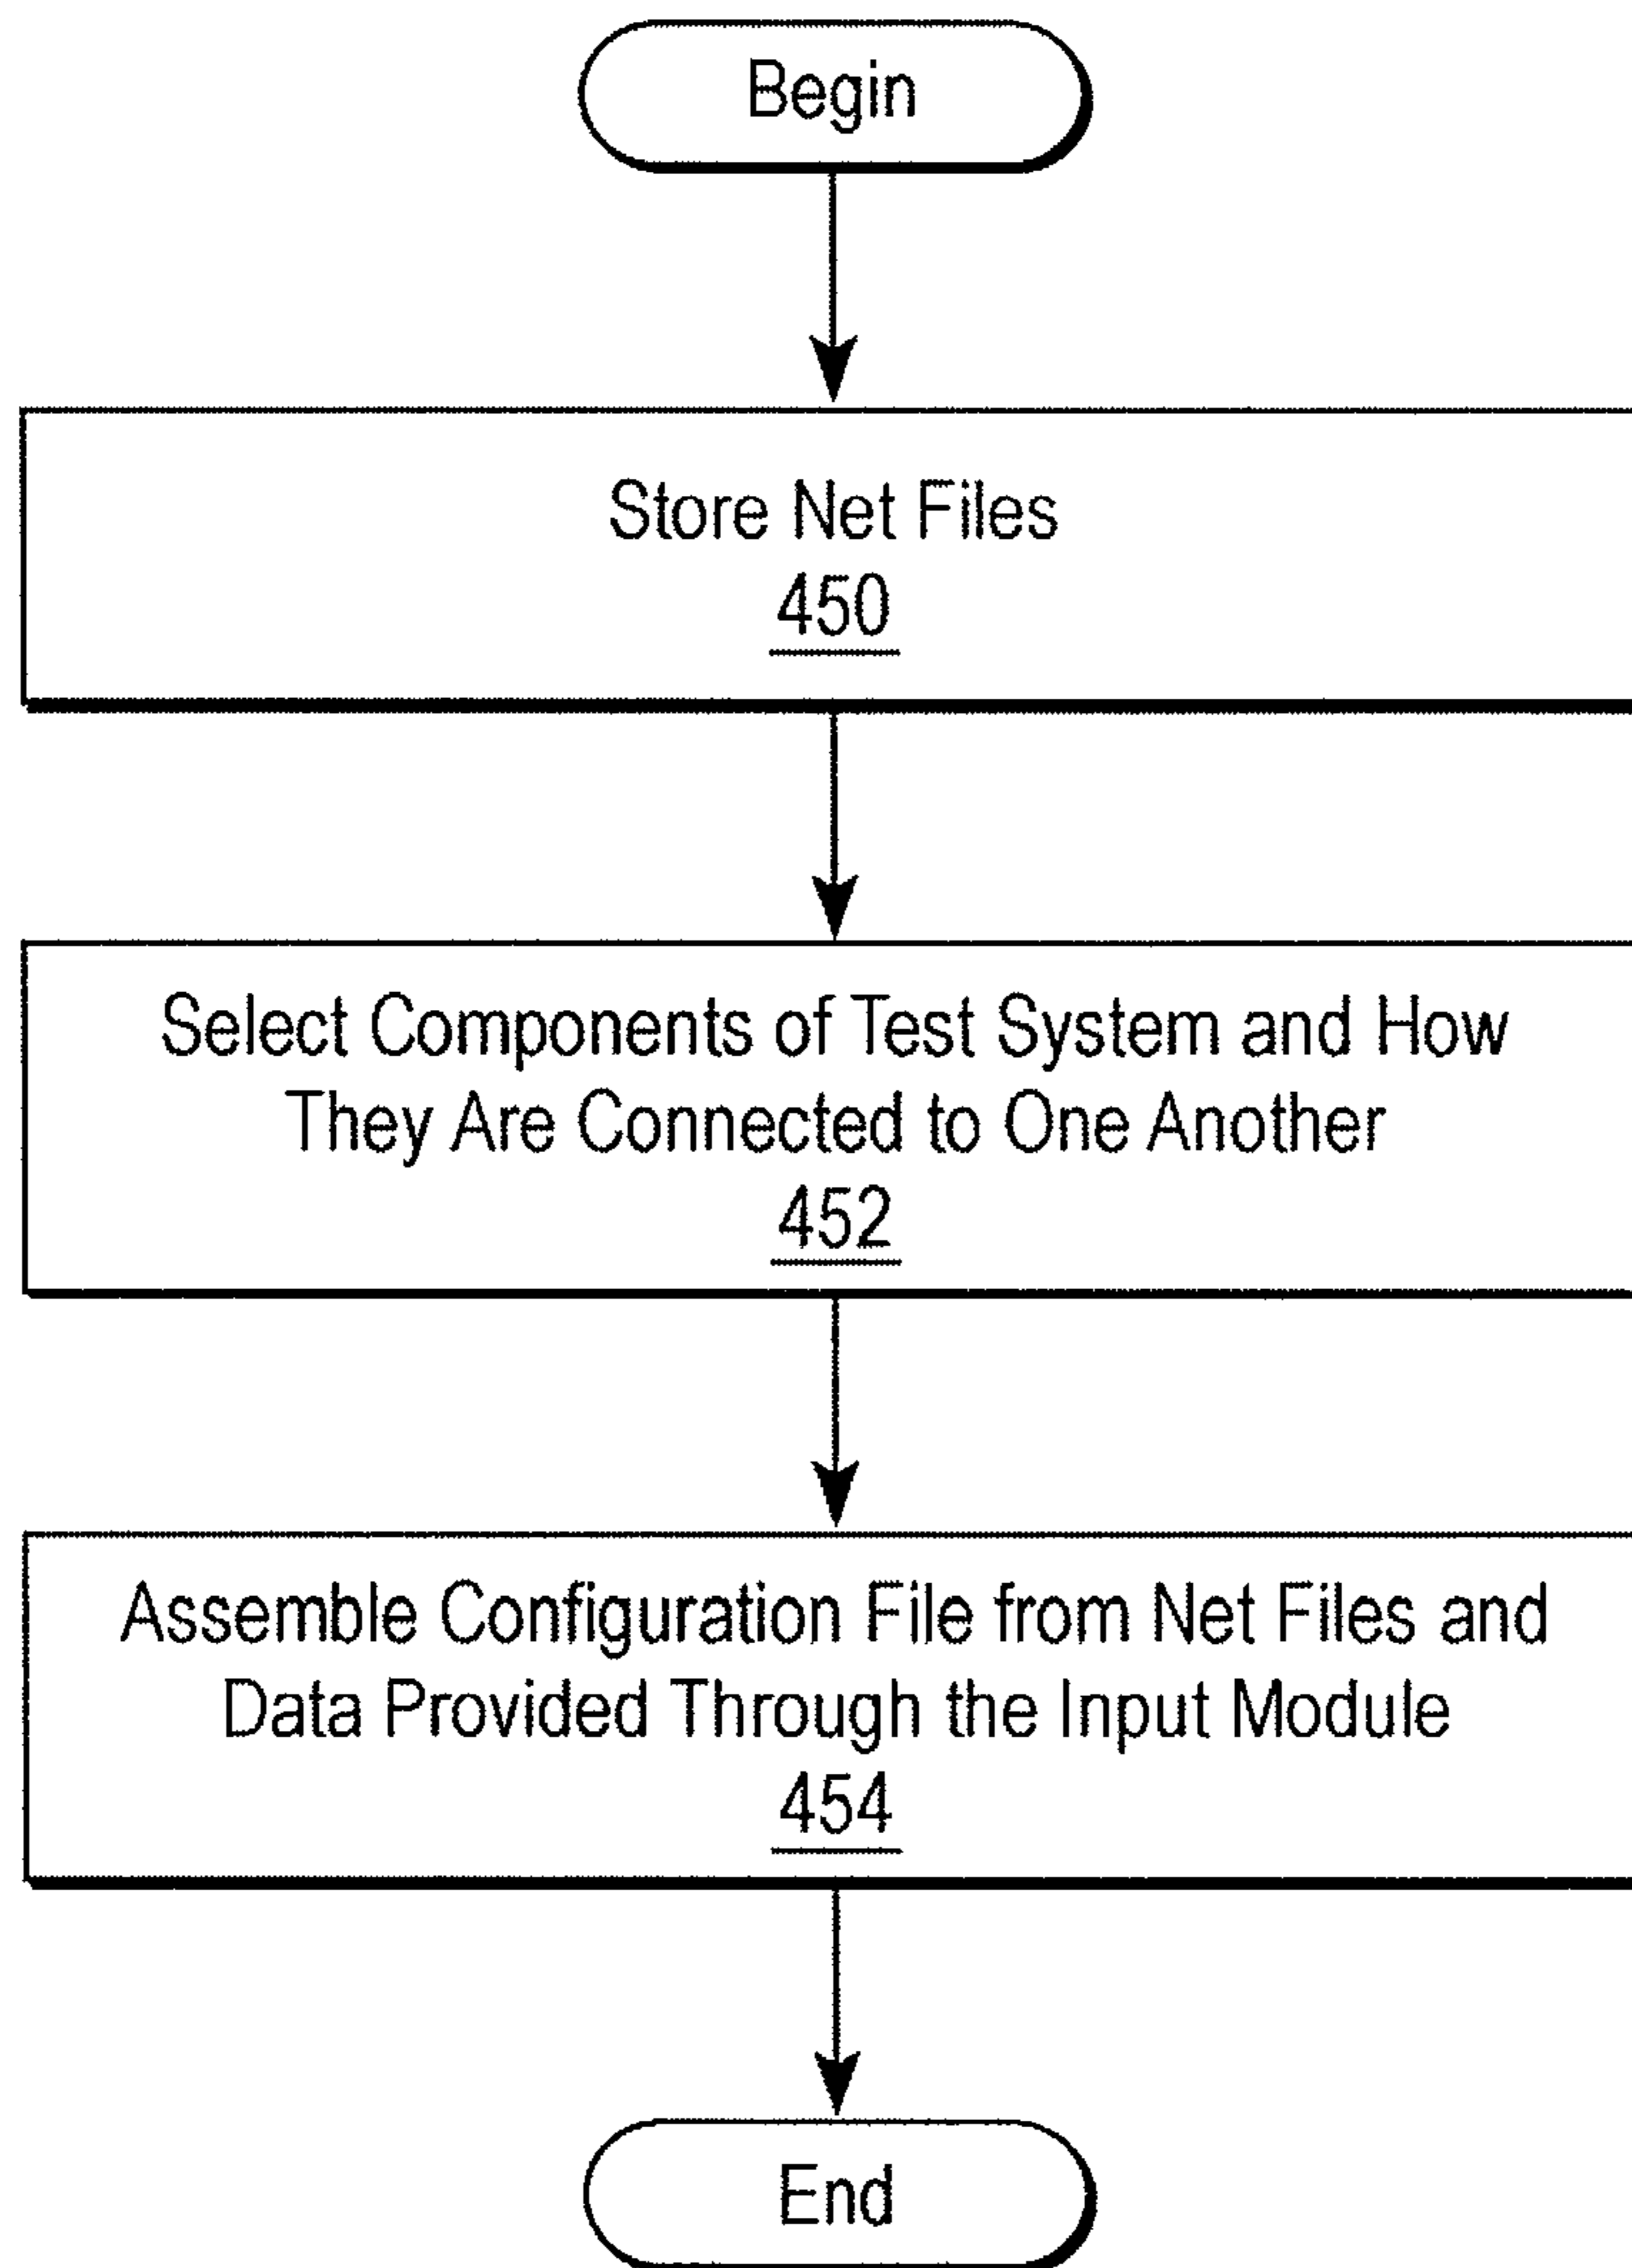 Begin
Store Net Files
450
Select Components of Test System and How
They Are Connected to One Another
452
Assemble Configuration File from Net Files and
Data Provided Through the Input Module
454
End